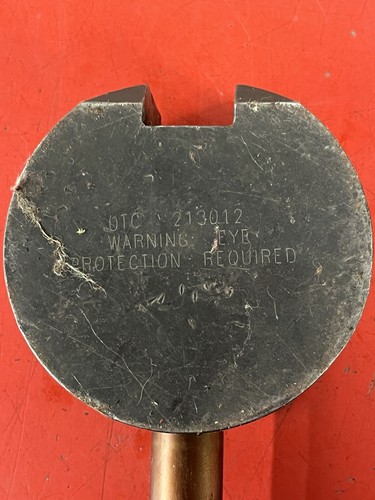 OTC 213012
WARNING EYE
PROTECTION REQUIRED